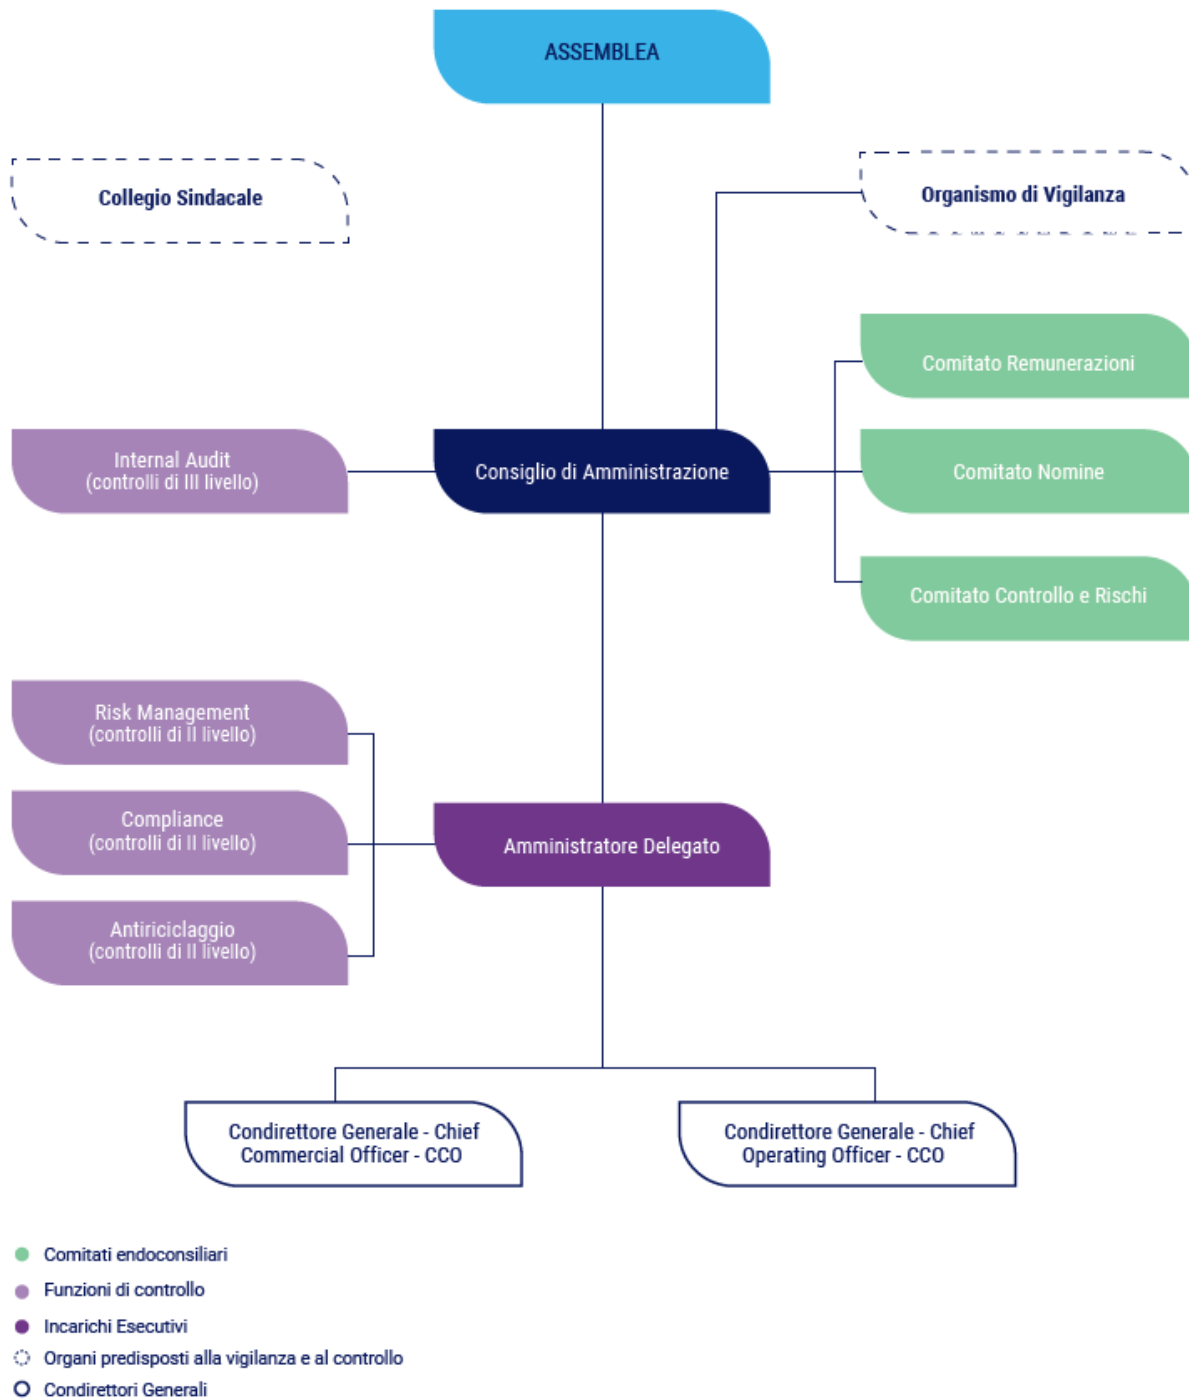 ASSEMBLEA
Collegio Sindacale
Organismo di Vigilanza
Comitato Remunerazioni
Internal Audit
(controlli di III livello)
Consiglio di Amministrazione
Comitato Nomine
Comitato Controllo e Rischi
Risk Management
(controlli di II livello)
Compliance
(controlli di II livello)
Amministratore Delegato
Antiriciclaggio
(controlli di II livello)
Condirettore Generale - Chief
Commercial Officer - CCO
Condirettore Generale - Chief
Operating Officer - CCO
Comitati endoconsiliari
Funzioni di controllo
Incarichi Esecutivi
Organi predisposti alla vigilanza e al controllo
Condirettori Generali